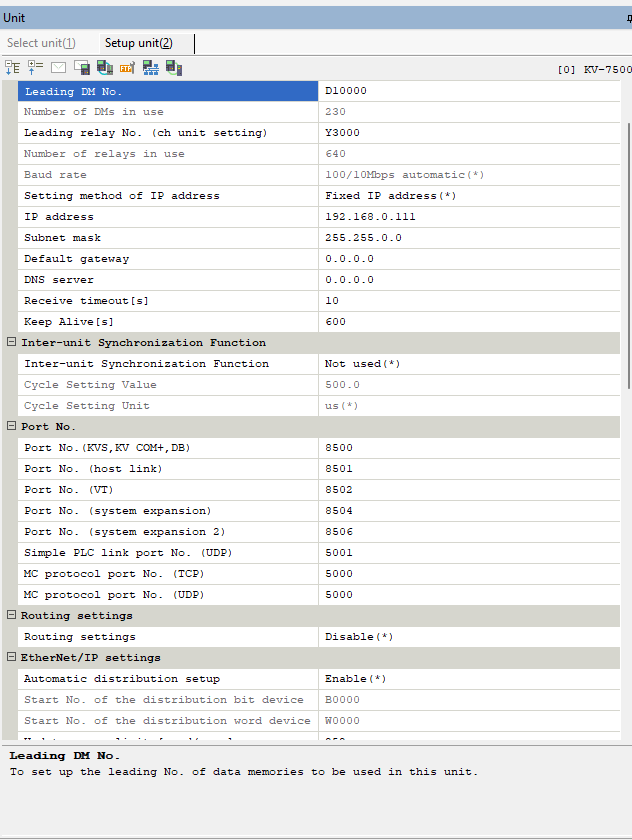 Unit
Select unit(1) Setup unit(2)
[0] KV-7500
Leading DM No. D10000
Number of DMs in use 230
Leading relay No. (ch unit setting) Y3000
Number of relays in use 640
Baud rate 100/10Mbps automatic(*)
Setting method of IP address Fixed IP address(*)
IP address 192.168.0.111
Subnet mask 255.255.0.0
Default gateway 0.0.0.0
DNS server 0.0.0.0
Receive timeout[s] 10
Keep Alive[s] 600
Inter-unit Synchronization Function
Inter-unit Synchronization Function Not used(*)
Cycle Setting Value 500.0
Cycle Setting Unit us(*)
Port No.
Port No.(KVS,KV COM+,DB) 8500
Port No. (host link) 8501
Port No. (VT) 8502
Port No. (system expansion) 8504
Port No. (system expansion 2) 8506
Simple PLC link port No. (UDP) 5001
MC protocol port No. (TCP) 5000
MC protocol port No. (UDP) 5000
Routing settings
Routing settings Disable(*)
EtherNet/IP settings
Automatic distribution setup Enable(*)
Start No. of the distribution bit device B0000
Start No. of the distribution word device W0000
Leading DM No.
To set up the leading No. of data memories to be used in this unit.